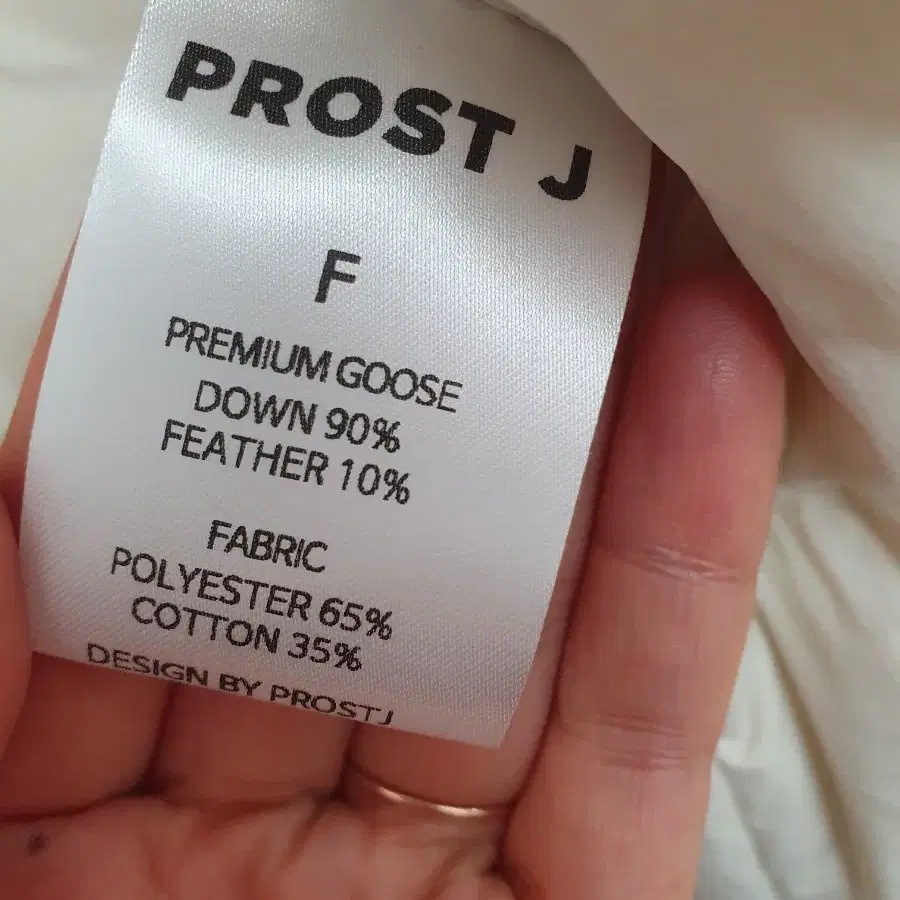 PROST J
F
PREMIUM GOOSE
DOWN 90%
FEATHER 10%
FABRIC
POLYESTER 65%
COTTON 35%
DESIGN BY PROSTJ